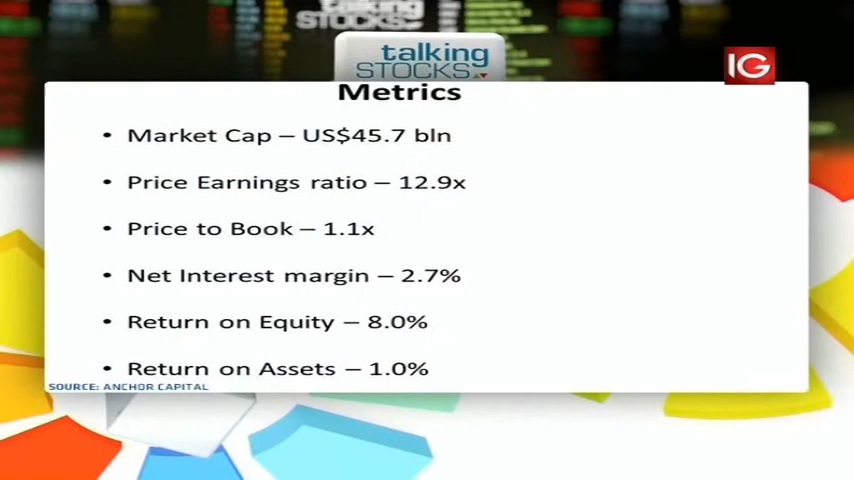 talking
STOCKS
talking
STOCKS
IG
Metrics
• Market Cap – US$45.7 bln
• Price Earnings ratio – 12.9x
• Price to Book – 1.1x
• Net Interest margin – 2.7%
• Return on Equity – 8.0%
• Return on Assets – 1.0%
SOURCE: ANCHOR CAPITAL